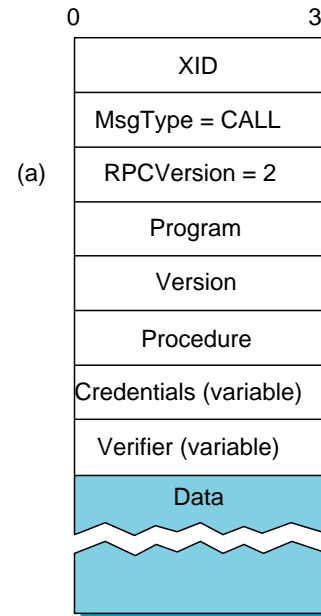 0 3
XID
MsgType = CALL
(a) RPCVersion = 2
Program
Version
Procedure
Credentials (variable)
Verifier (variable)
Data